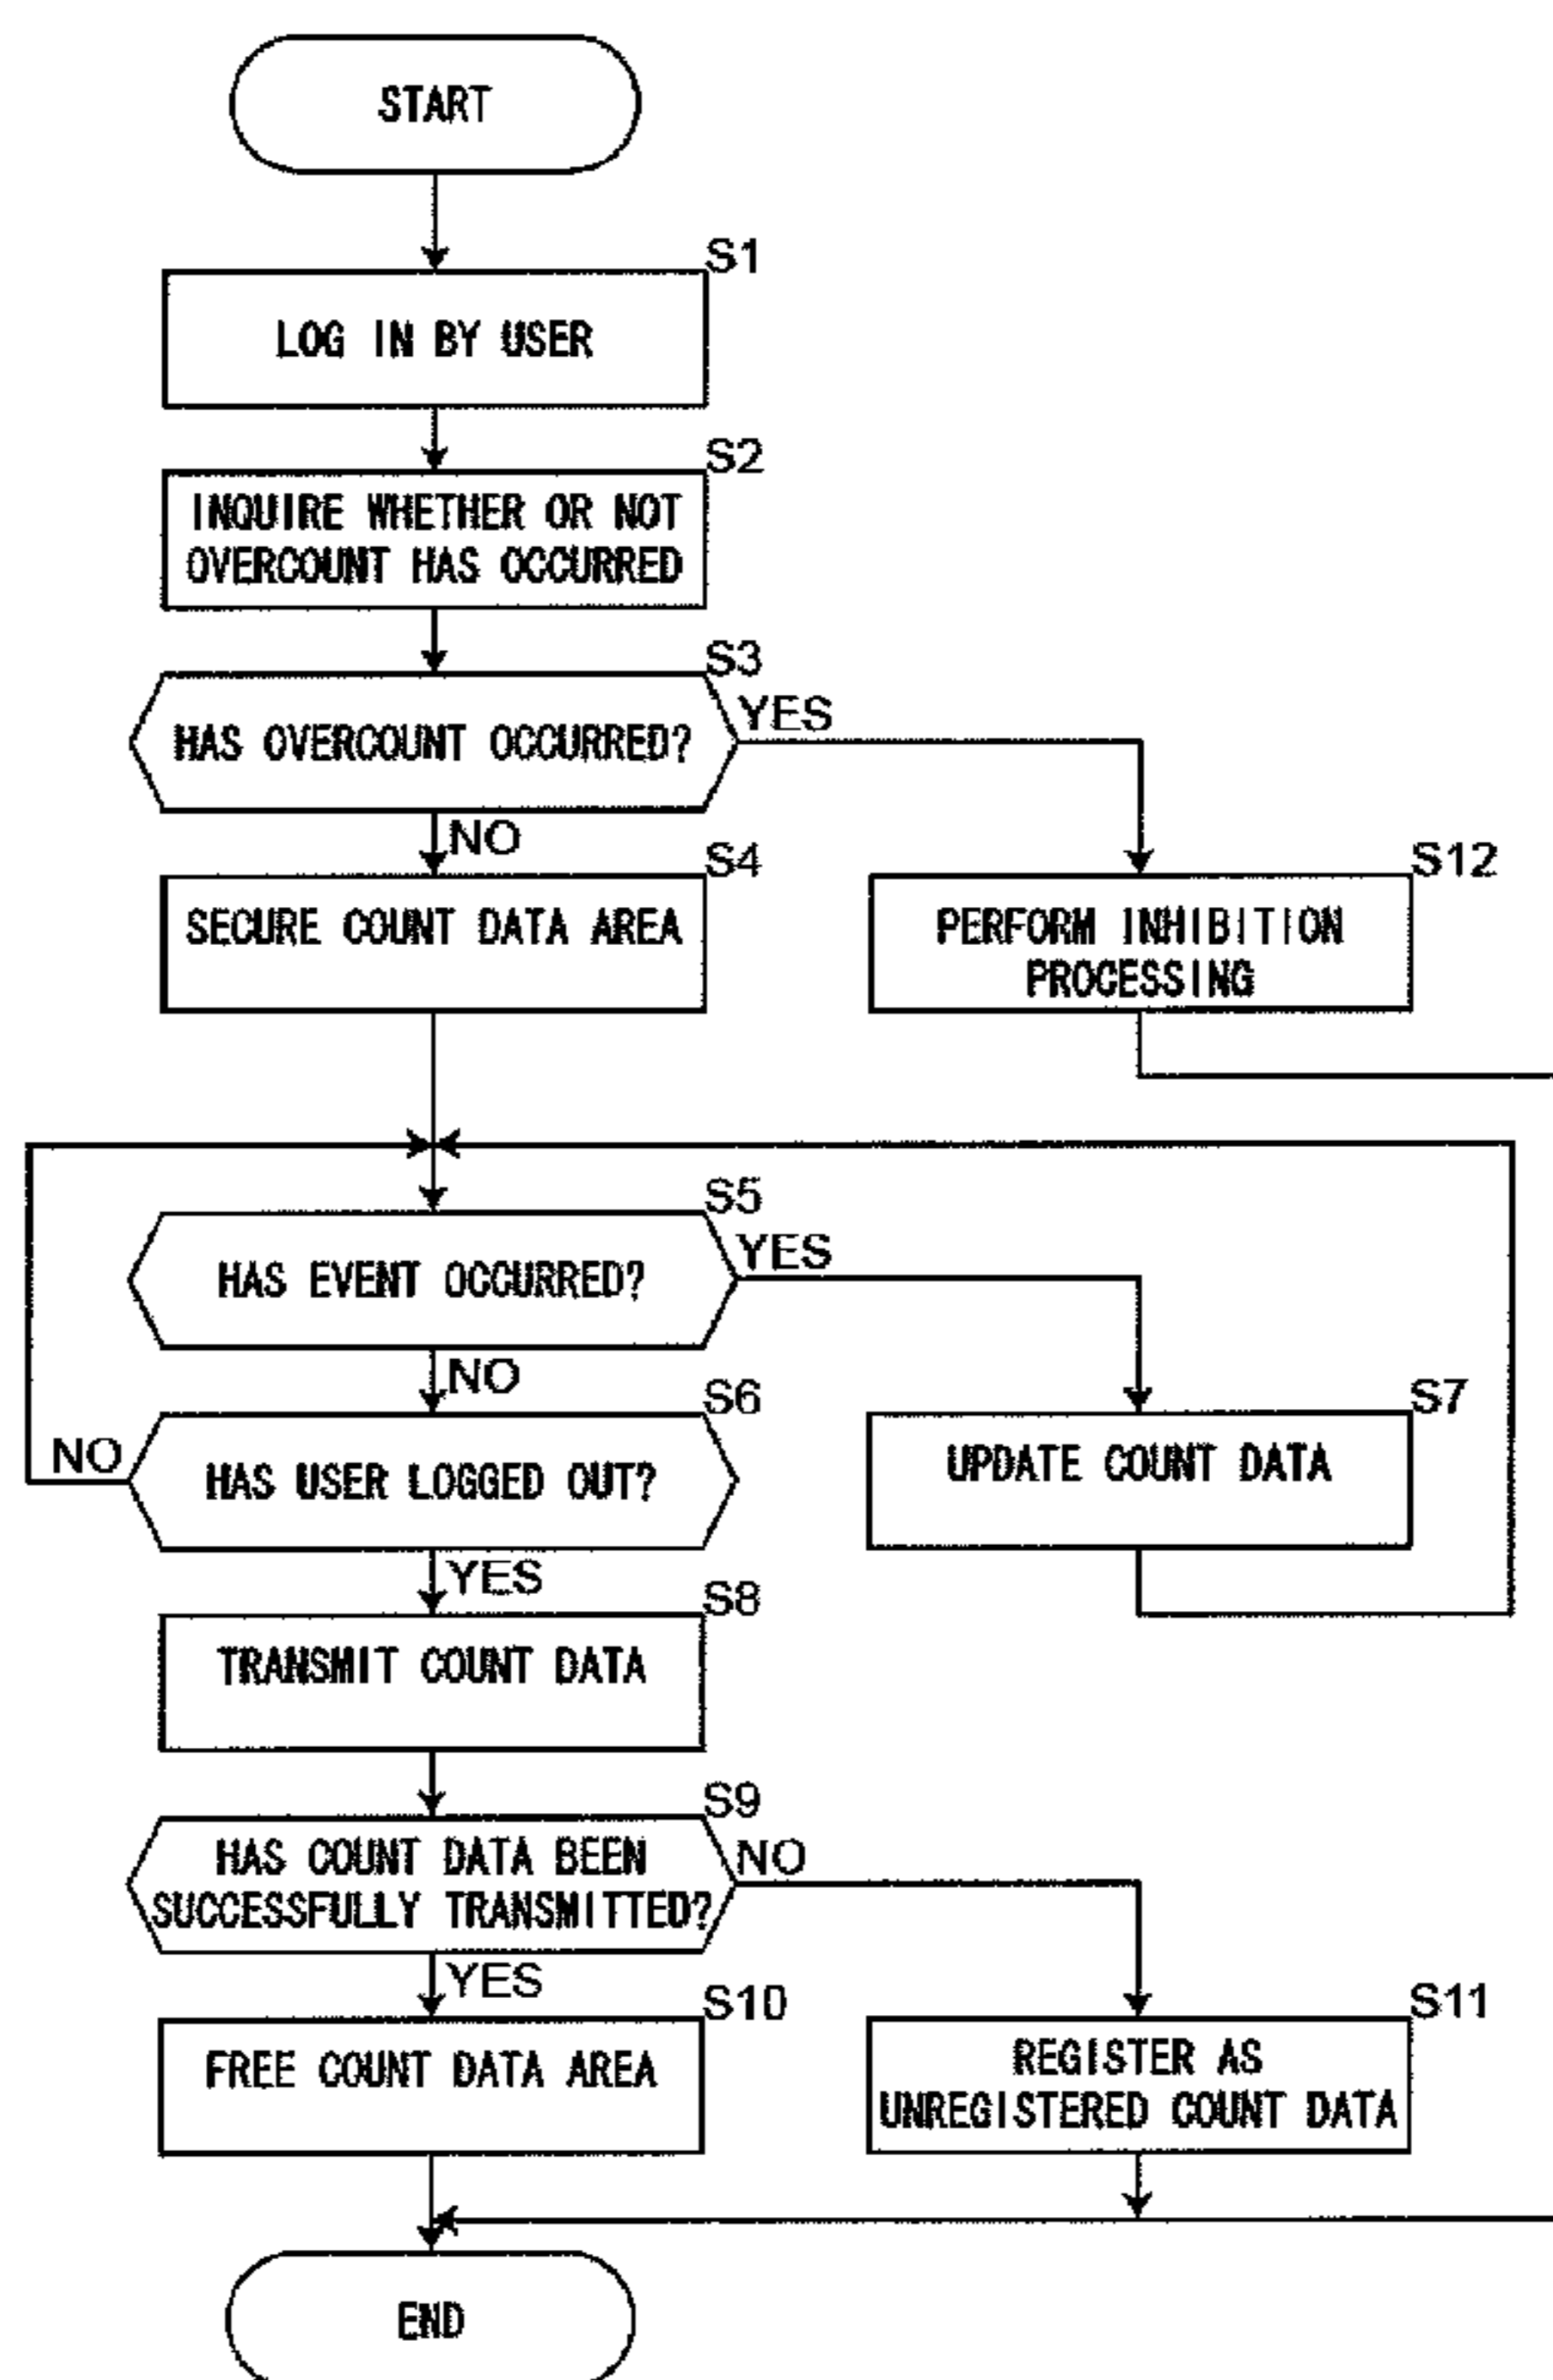 START
S1
LOG IN BY USER
S2
INQUIRE WHETHER OR NOT
OVERCOUNT HAS OCCURRED
S3
HAS OVERCOUNT OCCURRED?
YES
NO
S4
SECURE COUNT DATA AREA
S12
PERFORM INHIBITION
PROCESSING
S5
HAS EVENT OCCURRED?
YES
NO
S6
NO
HAS USER LOGGED OUT?
S7
UPDATE COUNT DATA
YES
S8
TRANSMIT COUNT DATA
S9
HAS COUNT DATA BEEN
SUCCESSFULLY TRANSMITTED?
NO
YES
S10
FREE COUNT DATA AREA
S11
REGISTER AS
UNREGISTERED COUNT DATA
END